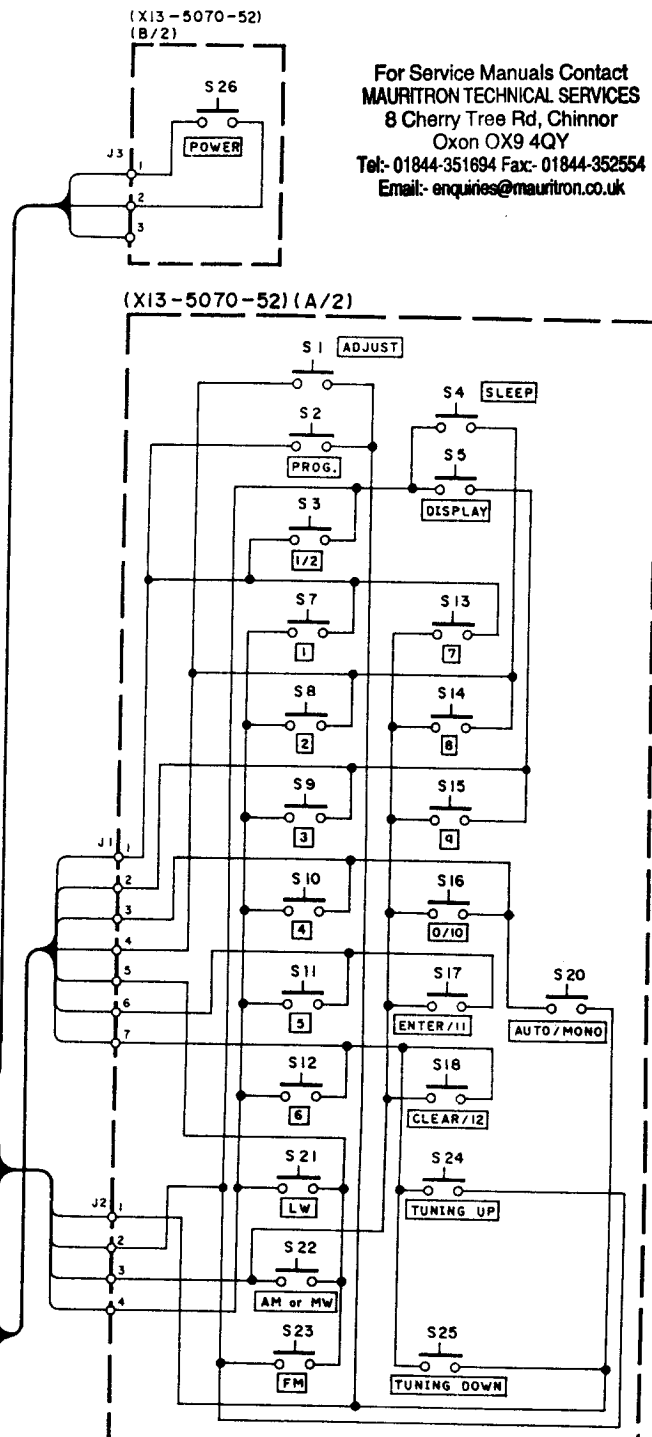 (X13-5070-52)
(B/2)
S26
POWER
J3
1
2
3
For Service Manuals Contact
MAURITRON TECHNICAL SERVICES
8 Cherry Tree Rd, Chinnor
Oxon OX9 4QY
Tel:- 01844-351694 Fax:- 01844-352554
Email:- enquiries@mauritron.co.uk
(X13-5070-52)(A/2)
S1 ADJUST
S4 SLEEP
S2
PROG.
S5
DISPLAY
S3
1/2
S7
1
S13
7
S8
2
S14
8
S9
3
S15
9
J1
1
2
3
4
5
6
7
S10
4
S16
0/10
S11
5
S17
ENTER/11
S20
AUTO/MONO
S12
6
S18
CLEAR/12
S21
LW
S24
TUNING UP
J2
1
2
3
4
S22
AM or MW
S23
FM
S25
TUNING DOWN